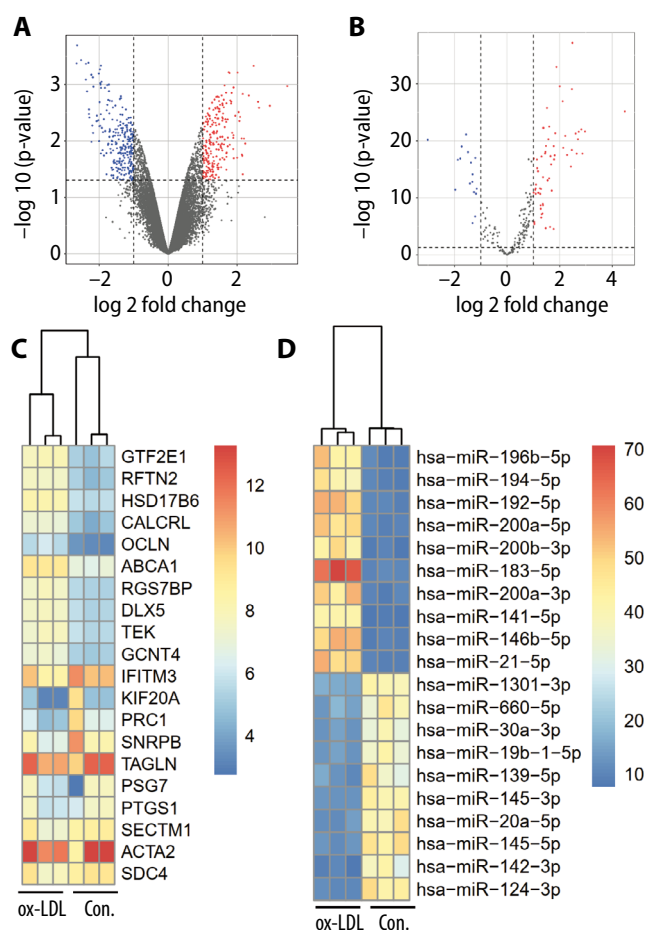 A
−log 10 (p-value)
3
2
1
0
−2
0
2
log 2 fold change
B
−log 10 (p-value)
30
20
10
0
−2
0
2
4
log 2 fold change
C
GTF2E1
RFTN2
HSD17B6
CALCRL
OCLN
ABCA1
RGS7BP
DLX5
TEK
GCNT4
IFITM3
KIF20A
PRC1
SNRPB
TAGLN
PSG7
PTGS1
SECTM1
ACTA2
SDC4
12
10
8
6
4
ox-LDL
Con.
D
hsa−miR−196b−5p
hsa−miR−194−5p
hsa−miR−192−5p
hsa−miR−200a−5p
hsa−miR−200b−3p
hsa−miR−183−5p
hsa−miR−200a−3p
hsa−miR−141−5p
hsa−miR−146b−5p
hsa−miR−21−5p
hsa−miR−1301−3p
hsa−miR−660−5p
hsa−miR−30a−3p
hsa−miR−19b−1−5p
hsa−miR−139−5p
hsa−miR−145−3p
hsa−miR−20a−5p
hsa−miR−145−5p
hsa−miR−142−3p
hsa−miR−124−3p
70
60
50
40
30
20
10
ox-LDL
Con.